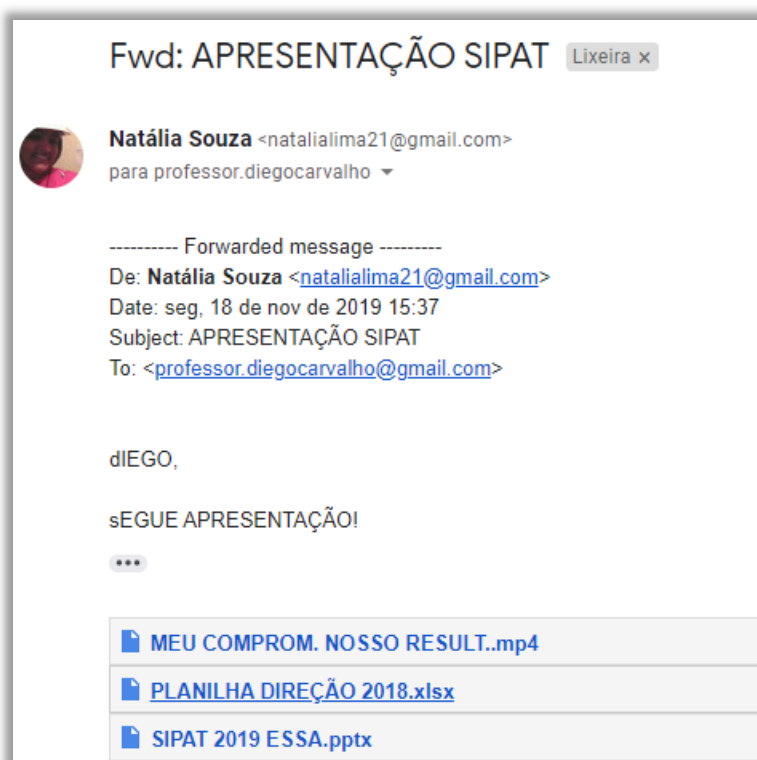 Fwd: APRESENTAÇÃO SIPAT Lixeira x
Natália Souza <natalialima21@gmail.com>
para professor.diegocarvalho
---------- Forwarded message ---------
De: Natália Souza <natalialima21@gmail.com>
Date: seg, 18 de nov de 2019 15:37
Subject: APRESENTAÇÃO SIPAT
To: <professor.diegocarvalho@gmail.com>
dIEGO,
sEGUE APRESENTAÇÃO!
•••
MEU COMPROM. NOSSO RESULT..mp4
PLANILHA DIREÇÃO 2018.xlsx
SIPAT 2019 ESSA.pptx